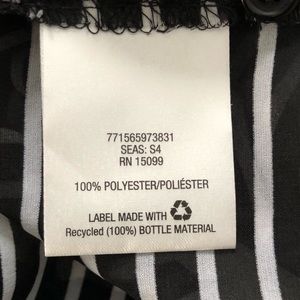 771565973831
SEAS: S4
RN 15099
100% POLYESTER/POLIÉSTER
LABEL MADE WITH
Recycled (100%) BOTTLE MATERIAL